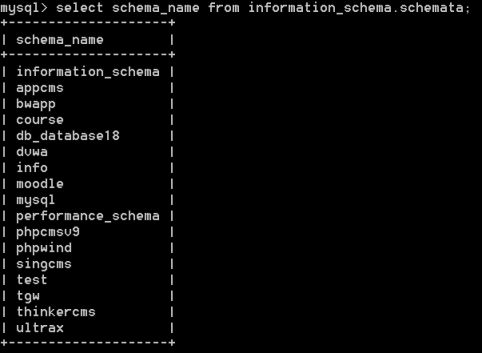 mysql> select schema_name from information_schema.schemata;
+--------------------+
| schema_name        |
+--------------------+
| information_schema |
| appcms             |
| bwapp              |
| course             |
| db_database18      |
| dvwa               |
| info               |
| moodle             |
| mysql              |
| performance_schema |
| phpcmsv9           |
| phpwind            |
| singcms            |
| test               |
| tgw                |
| thinkercms         |
| ultrax             |
+--------------------+